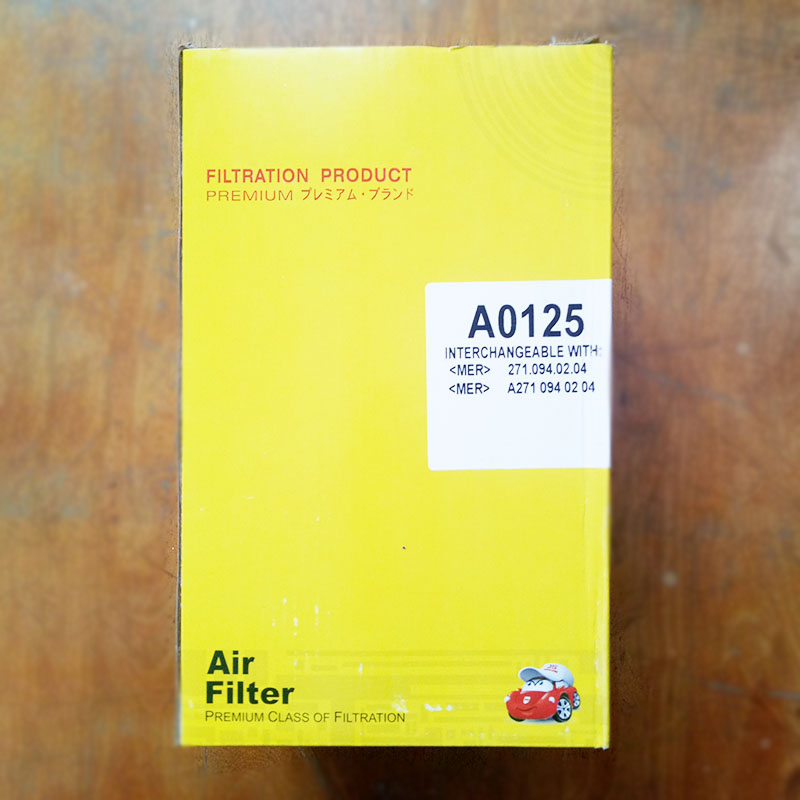 FILTRATION PRODUCT
PREMIUM プレミアム・ブランド
A0125
INTERCHANGEABLE WITH:
<MER> 271.094.02.04
<MER> A271 094 02 04
Air
Filter
PREMIUM CLASS OF FILTRATION